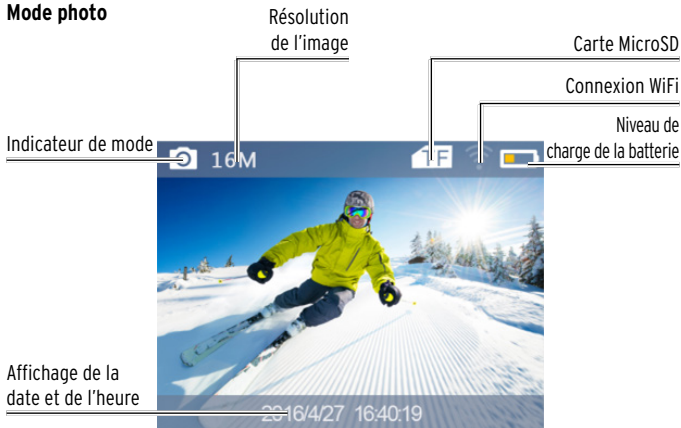 Mode photo
Résolution
de l'image
Carte MicroSD
Connexion WiFi
Niveau de
charge de la batterie
Indicateur de mode
16M
TF
Affichage de la
date et de l'heure
2016/4/27 16:40:19